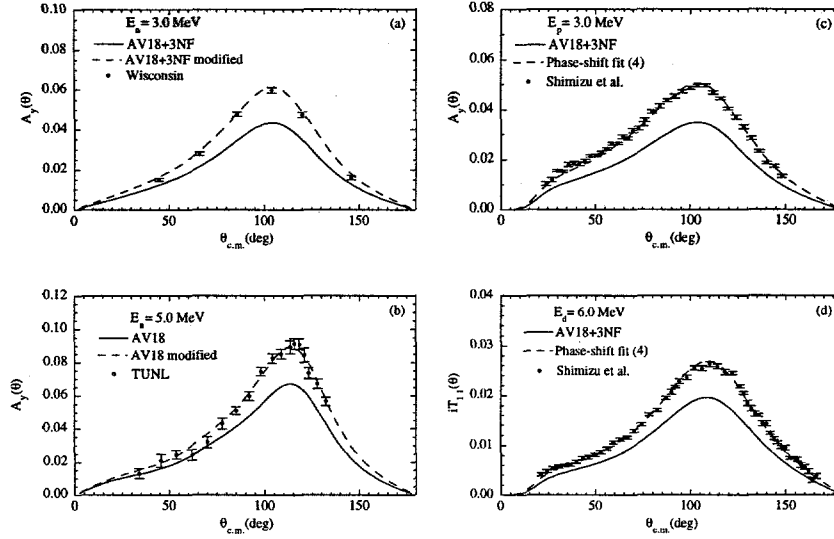 (a)
E_n = 3.0 MeV
AV18+3NF
AV18+3NF modified
Wisconsin
A_y(θ)
0.08
0.06
0.04
0.02
0.00
0 50 100 150
θ_c.m.(deg)
(c)
E_p = 3.0 MeV
AV18+3NF
Phase-shift fit (4)
Shimizu et al.
A_y(θ)
0.08
0.06
0.04
0.02
0.00
0 50 100 150
θ_c.m.(deg)
(b)
E_n = 5.0 MeV
AV18
AV18 modified
TUNL
A_y(θ)
0.12
0.10
0.08
0.06
0.04
0.02
0.00
0 50 100 150
θ_c.m.(deg)
(d)
E_d = 6.0 MeV
AV18+3NF
Phase-shift fit (4)
Shimizu et al.
iT_11(θ)
0.04
0.03
0.02
0.01
0.00
0 50 100 150
θ_c.m.(deg)